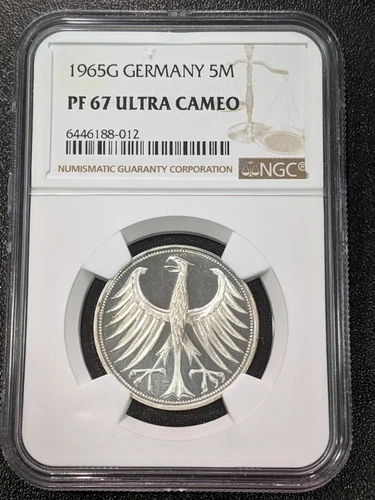 1965G GERMANY 5M
PF 67 ULTRA CAMEO
6446188-012
NUMISMATIC GUARANTY CORPORATION
NGC®